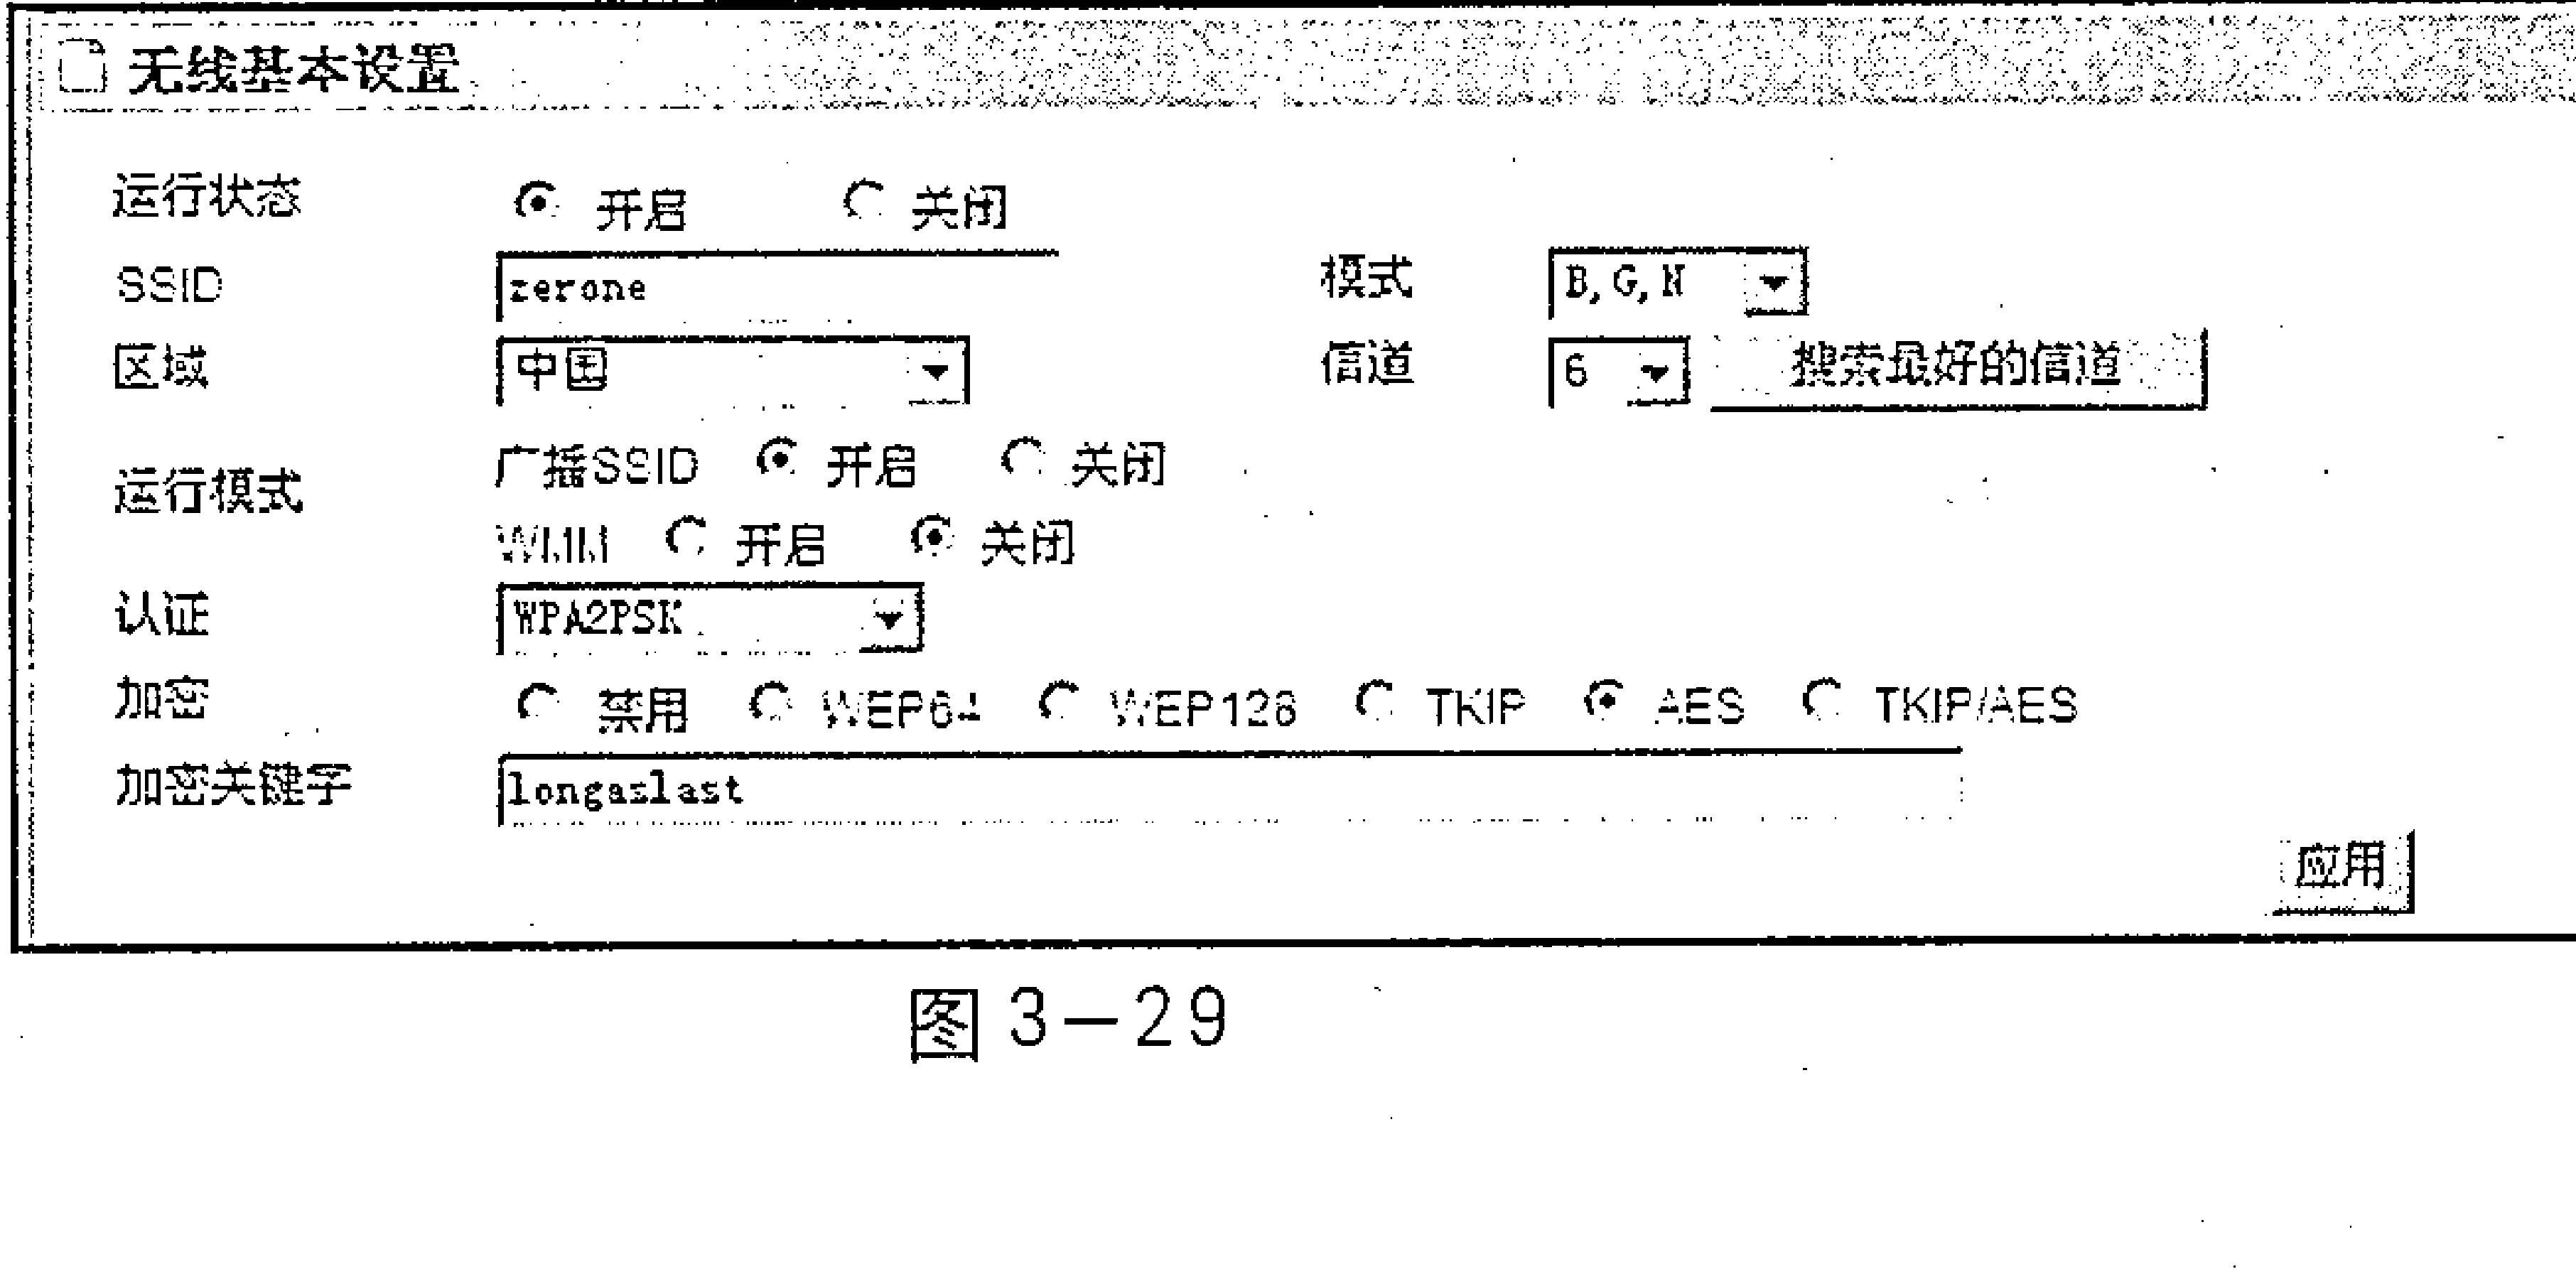 无线基本设置
运行状态 开启 关闭
SSID zerone 模式 B,G,N
区域 中国 信道 6 搜索最好的信道
运行模式 广播SSID 开启 关闭
WMM 开启 关闭
认证 WPA2PSK
加密 禁用 WEP64 WEP128 TKIP AES TKIP/AES
加密关键字 longaslast
应用
图 3-29